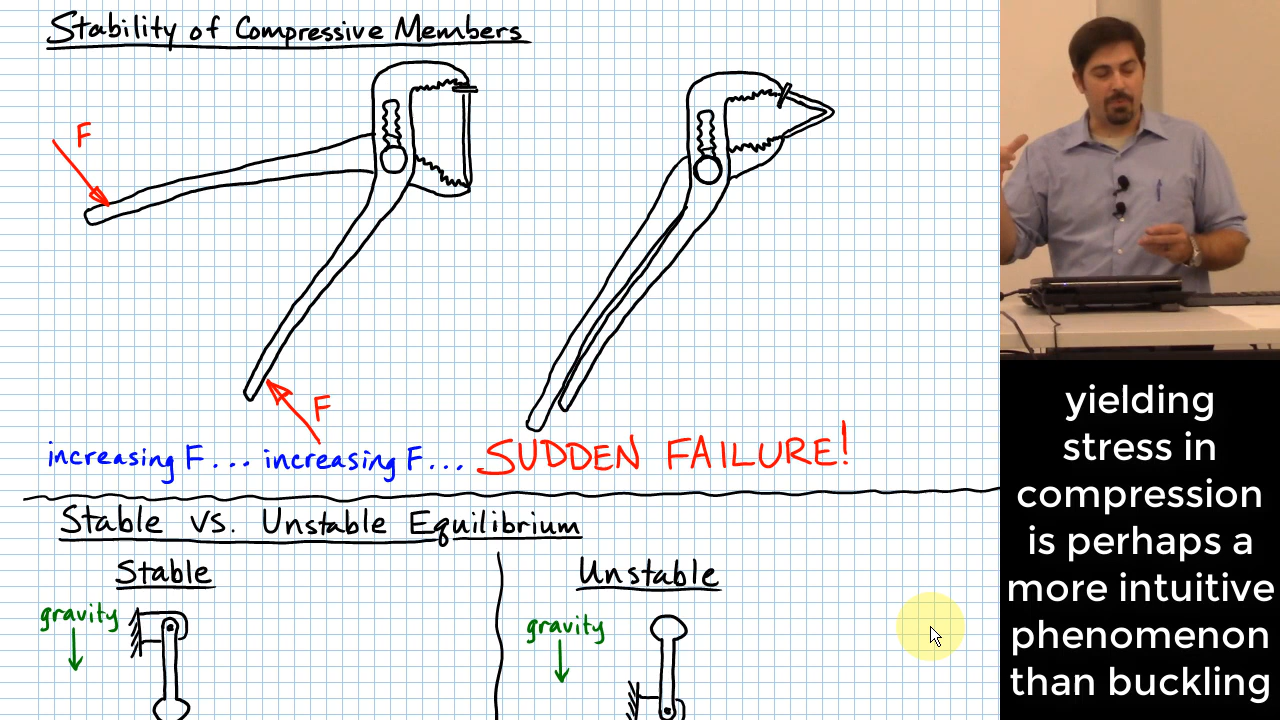 Stability of Compressive Members
F
F
increasing F... increasing F... SUDDEN FAILURE!
Stable vs. Unstable Equilibrium
Stable
Unstable
gravity
gravity
yielding
stress in
compression
is perhaps a
more intuitive
phenomenon
than buckling